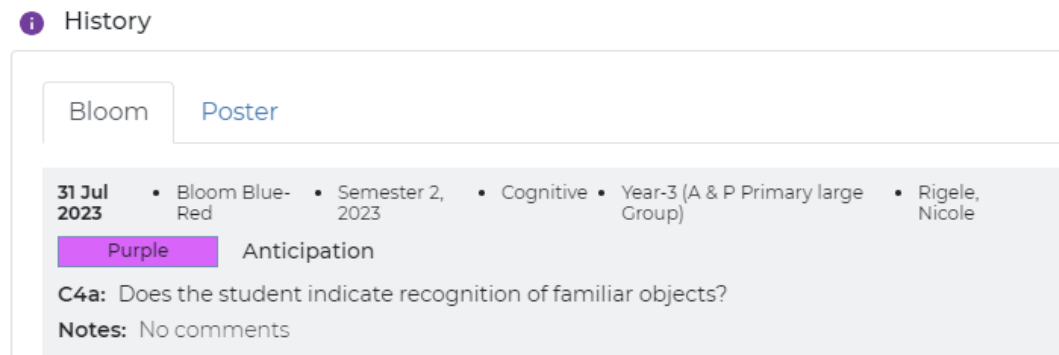 History
Bloom Poster
31 Jul 2023 • Bloom Blue-Red • Semester 2, 2023 • Cognitive • Year-3 (A & P Primary large Group) • Rigele, Nicole
Purple Anticipation
C4a: Does the student indicate recognition of familiar objects?
Notes: No comments